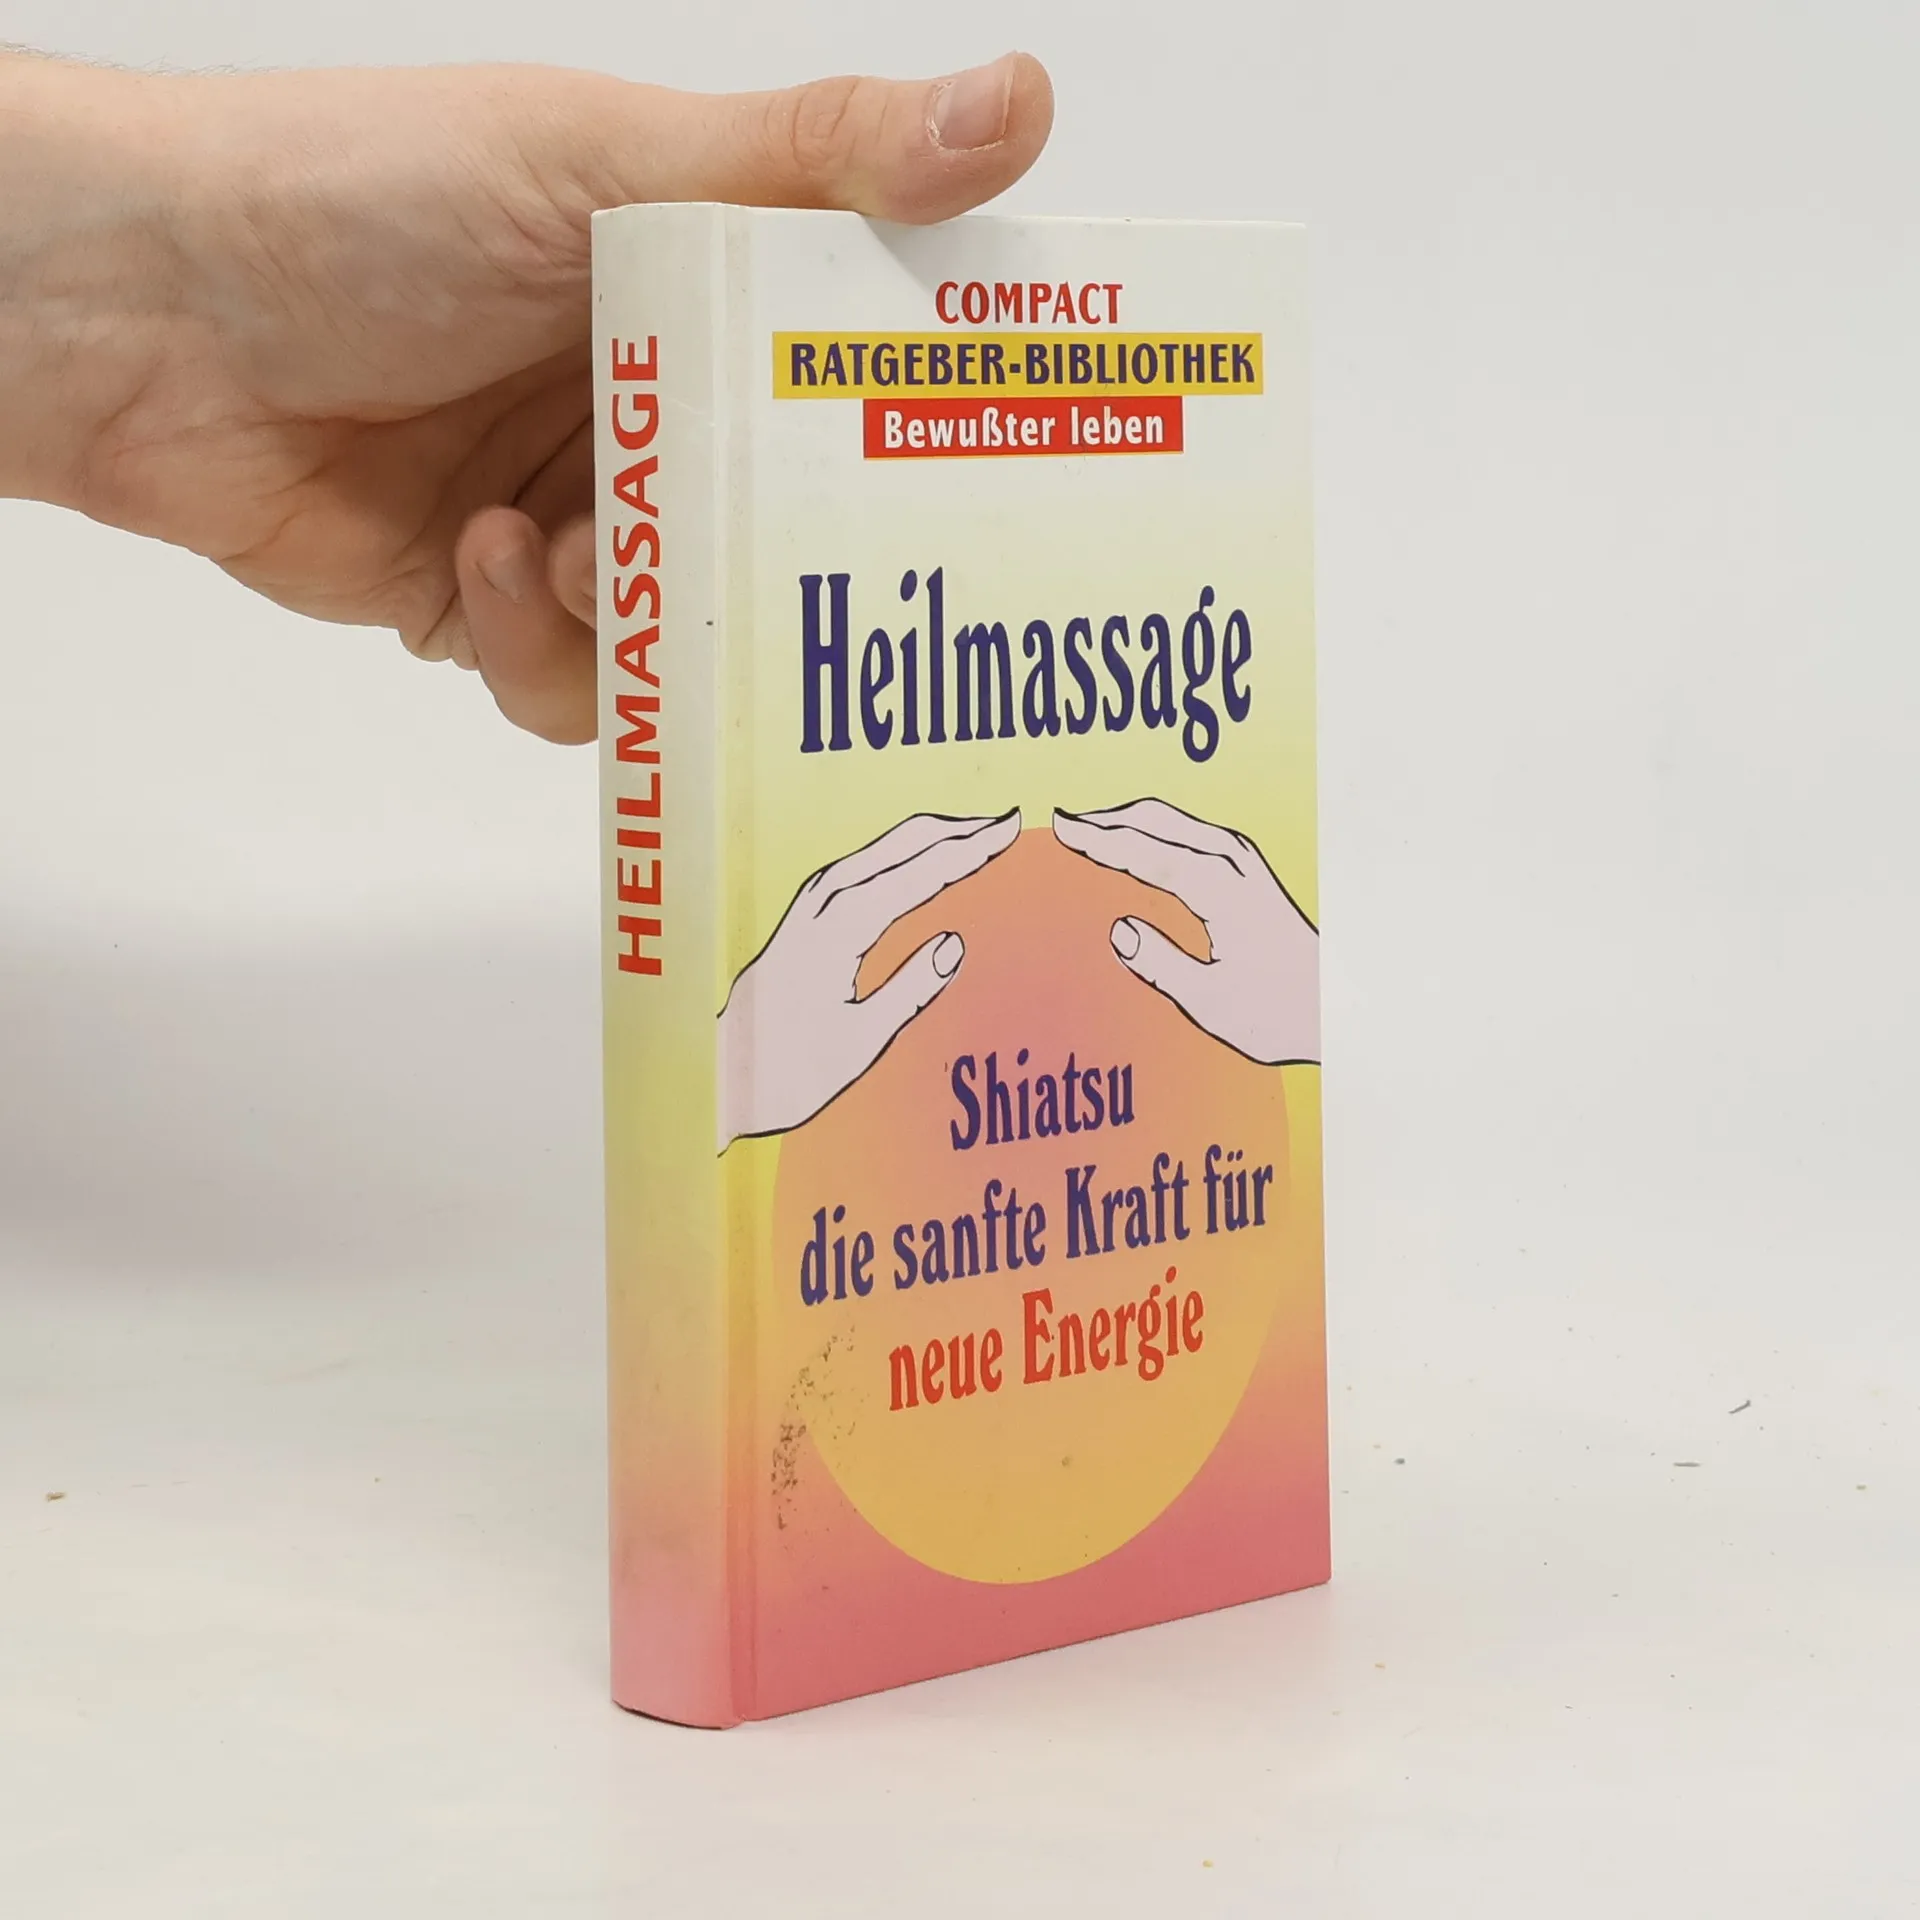 HEILMASSAGE
COMPACT
RATGEBER-BIBLIOTHEK
Bewußter leben
Heilmassage
Shiatsu
die sanfte Kraft für
neue Energie